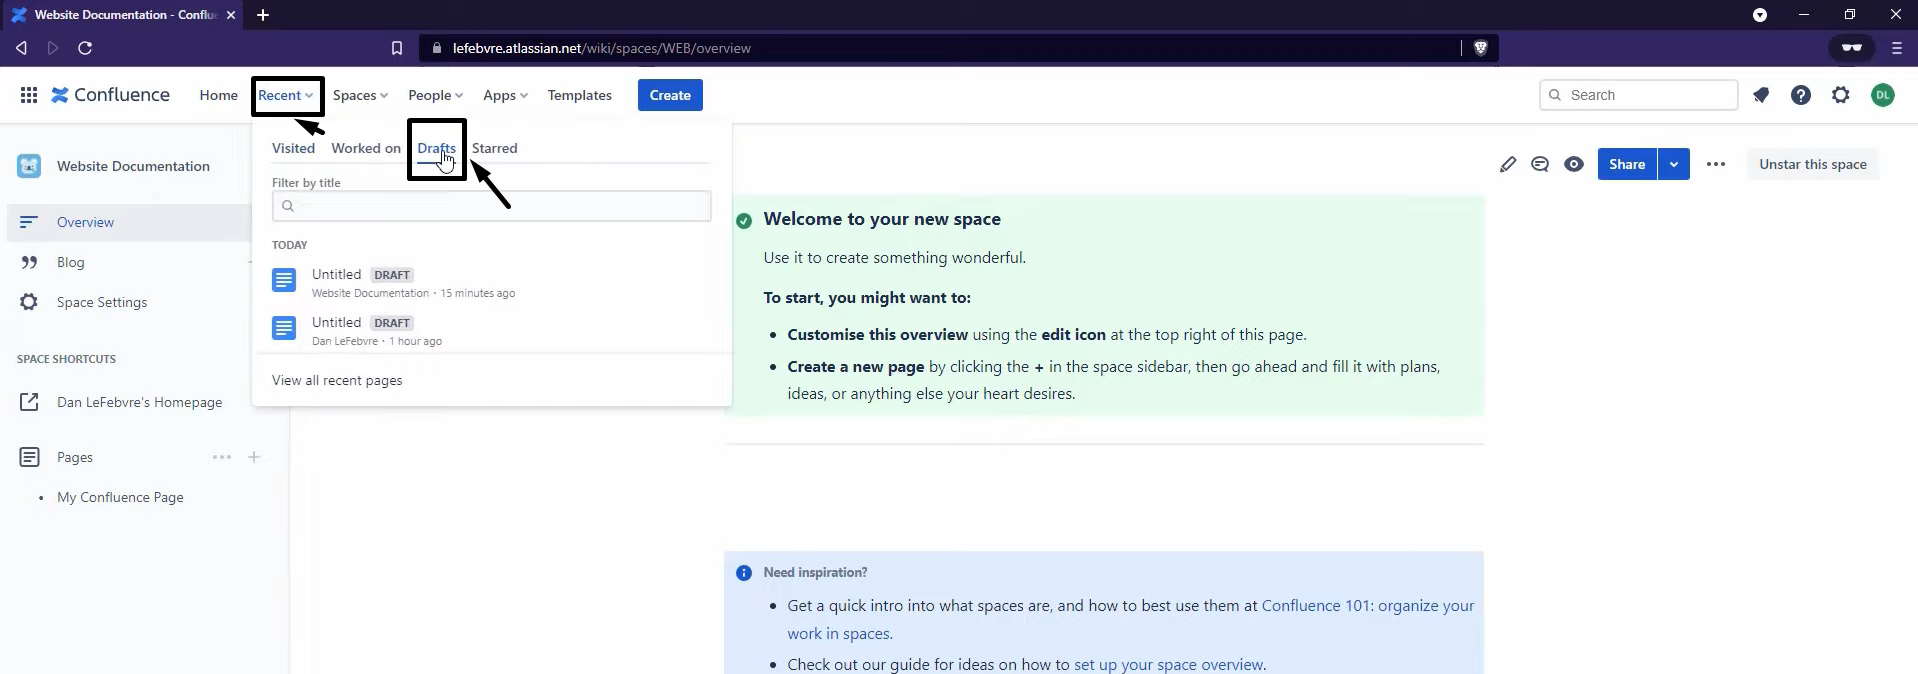 Website Documentation - Conflu
lefebvre.atlassian.net/wiki/spaces/WEB/overview
Confluence
Home
Recent
Spaces
People
Apps
Templates
Create
Search
DL
Website Documentation
Overview
Blog
Space Settings
SPACE SHORTCUTS
Dan LeFebvre's Homepage
Pages
My Confluence Page
Visited
Worked on
Drafts
Starred
Filter by title
TODAY
Untitled DRAFT
Website Documentation • 15 minutes ago
Untitled DRAFT
Dan LeFebvre • 1 hour ago
View all recent pages
Share
Unstar this space
Welcome to your new space
Use it to create something wonderful.
To start, you might want to:
• Customise this overview using the edit icon at the top right of this page.
• Create a new page by clicking the + in the space sidebar, then go ahead and fill it with plans,
ideas, or anything else your heart desires.
Need inspiration?
• Get a quick intro into what spaces are, and how to best use them at Confluence 101: organize your
work in spaces.
• Check out our guide for ideas on how to set up your space overview.